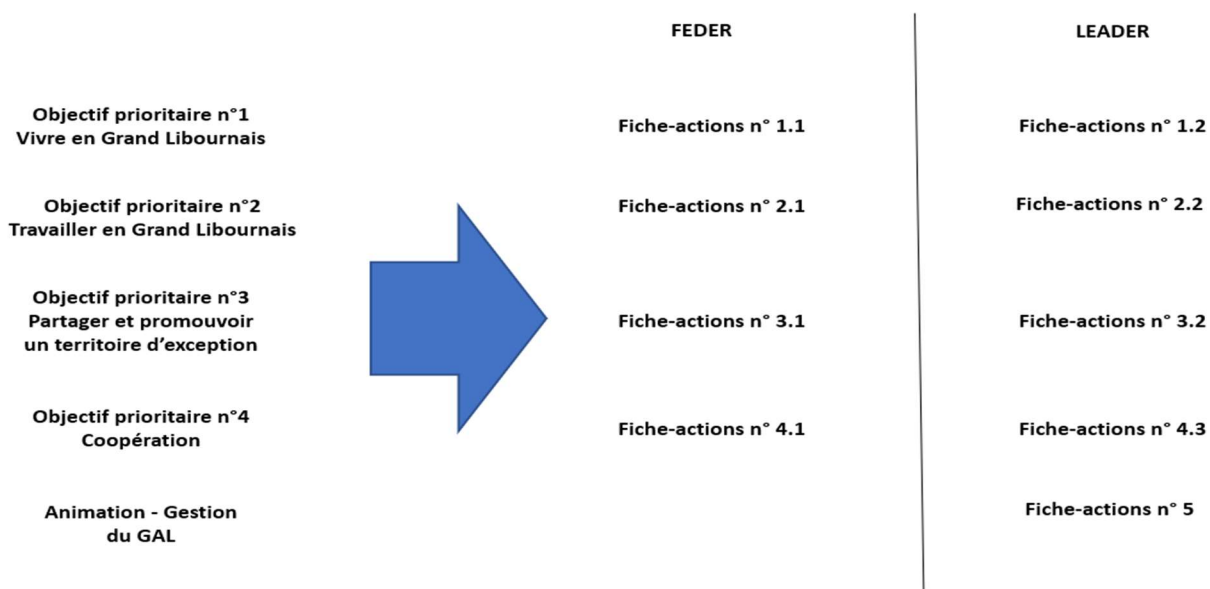 FEDER
LEADER
Objectif prioritaire n°1
Vivre en Grand Libournais
Fiche-actions n° 1.1
Fiche-actions n° 1.2
Objectif prioritaire n°2
Travailler en Grand Libournais
Fiche-actions n° 2.1
Fiche-actions n° 2.2
Objectif prioritaire n°3
Partager et promouvoir
un territoire d'exception
Fiche-actions n° 3.1
Fiche-actions n° 3.2
Objectif prioritaire n°4
Coopération
Fiche-actions n° 4.1
Fiche-actions n° 4.3
Animation - Gestion
du GAL
Fiche-actions n° 5